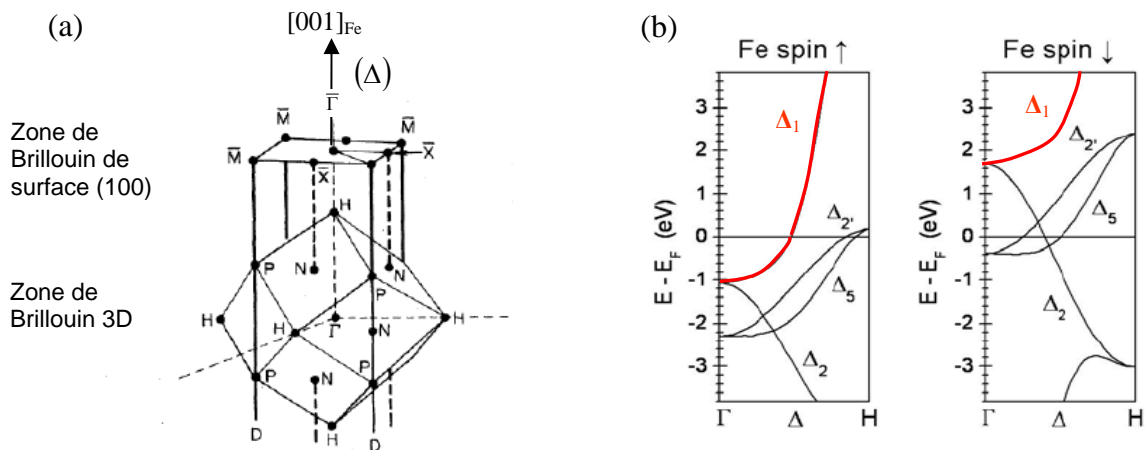 (a)
[001]Fe
(Δ)
Γ̅
M̅
M̅
M̅
X̅
X̅
Zone de
Brillouin de
surface (100)
H
P
N
N
P
Zone de
Brillouin 3D
H
H
Γ
N
H
P
N
P
D
H
D
(b)
Fe spin ↑
Fe spin ↓
E - EF (eV)
3
2
1
0
-1
-2
-3
Δ1
Δ2'
Δ5
Δ2
Γ
Δ
H
E - EF (eV)
3
2
1
0
-1
-2
-3
Δ1
Δ2'
Δ5
Δ2
Γ
Δ
H